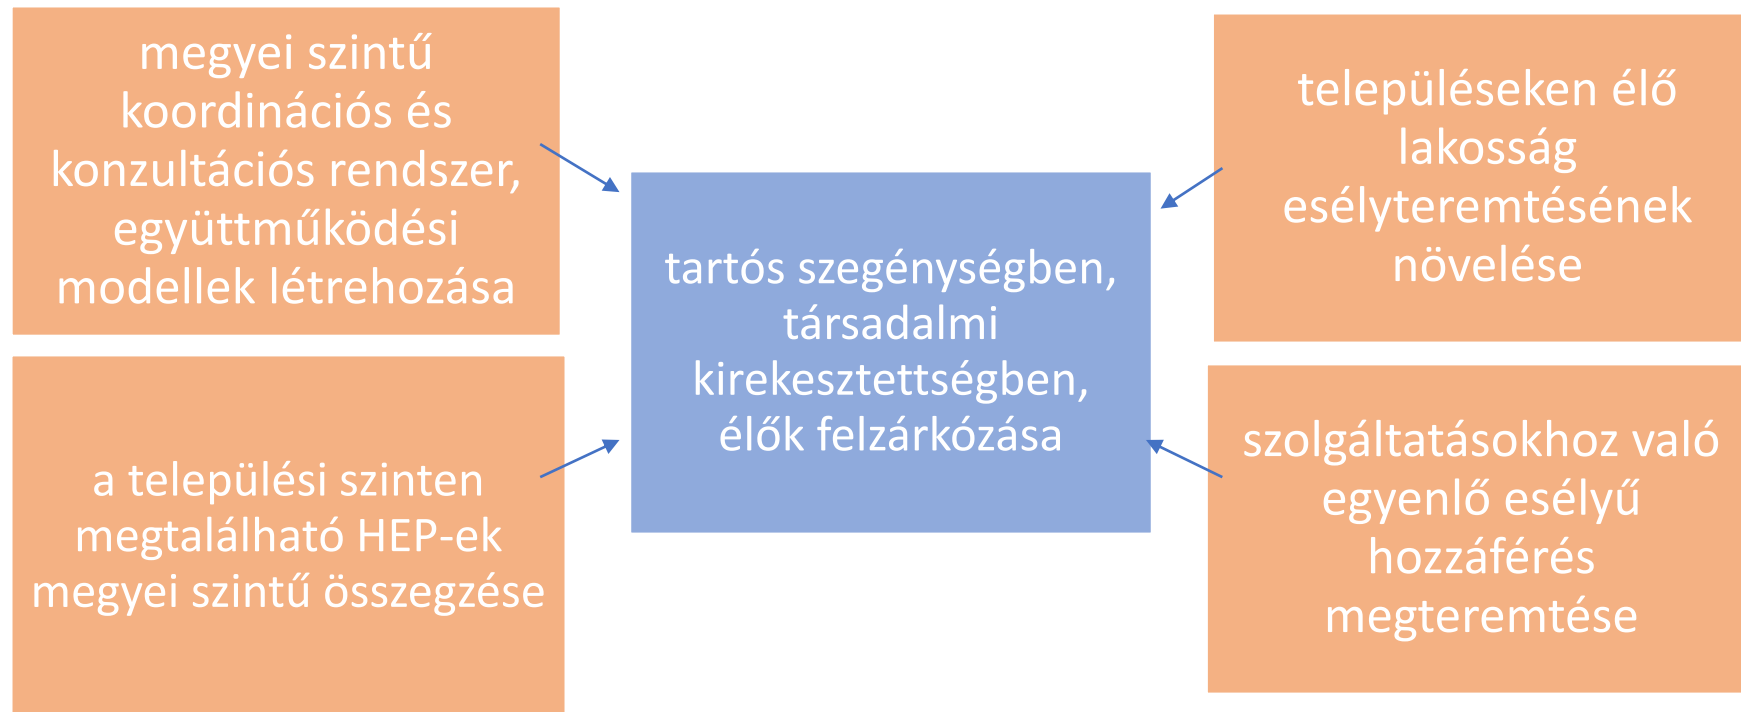 megyei szintű
koordinációs és
konzultációs rendszer,
együttműködési
modellek létrehozása
a települési szinten
megtalálható HEP-ek
megyei szintű összegzése
tartós szegénységben,
társadalmi
kirekesztettségben,
élők felzárkózása
településeken élő
lakosság
esélyteremtésének
növelése
szolgáltatásokhoz való
egyenlő esélyű
hozzáférés
megteremtése